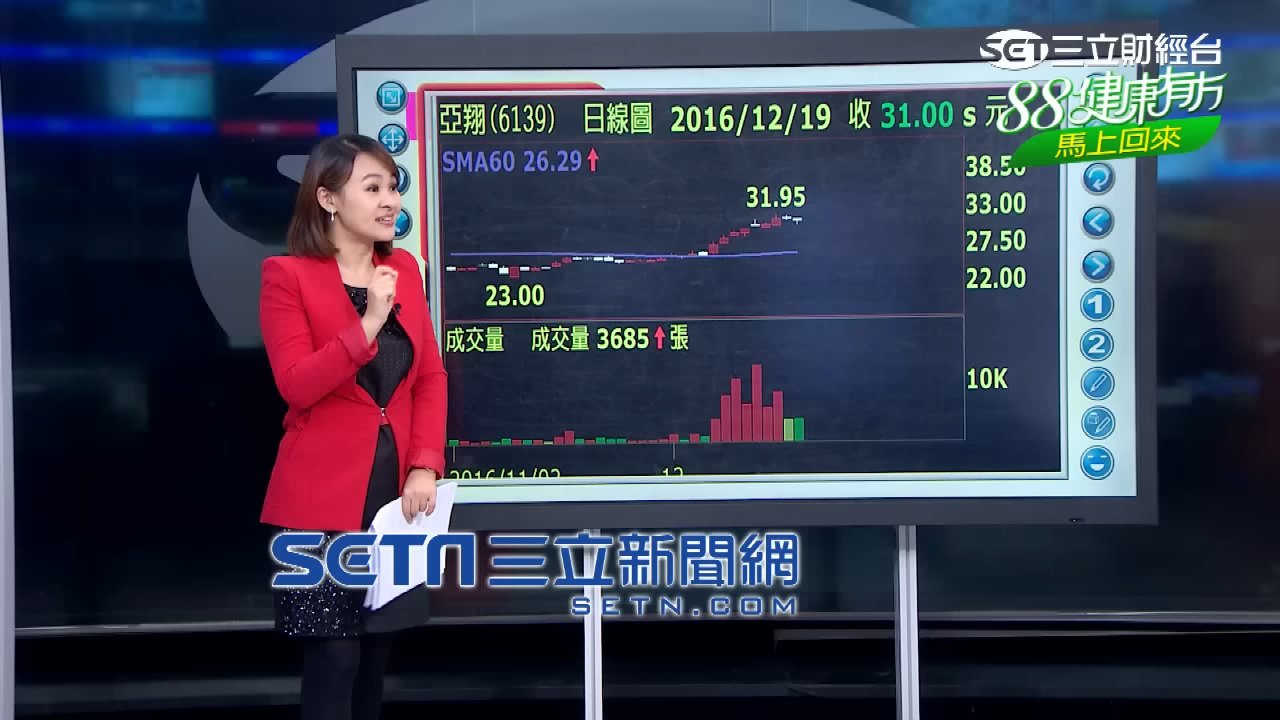 SET三立財經台
88健康有方
馬上回來
亞翔(6139) 日線圖 2016/12/19 收 31.00 s 元
SMA60 26.29↑
38.50
31.95
33.00
27.50
22.00
23.00
成交量 成交量 3685↑張
10K
1
2
2016/11/02 12
SETN三立新聞網
SETN.COM